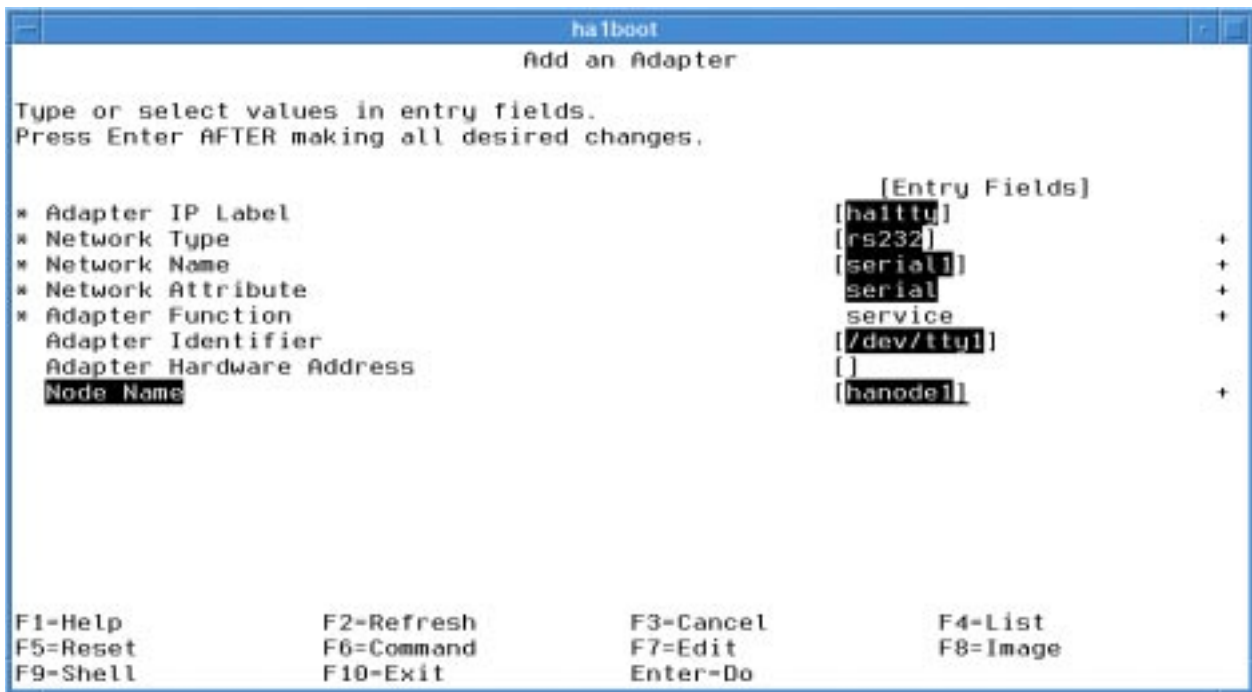 ha1boot
Add an Adapter
Type or select values in entry fields.
Press Enter AFTER making all desired changes.
[Entry Fields]
* Adapter IP Label [ha1tty]
* Network Type [rs232] +
* Network Name [serial1] +
* Network Attribute serial +
* Adapter Function service +
Adapter Identifier [/dev/tty1]
Adapter Hardware Address []
Node Name [hanode1] +
F1=Help F2=Refresh F3=Cancel F4=List
F5=Reset F6=Command F7=Edit F8=Image
F9=Shell F10=Exit Enter=Do